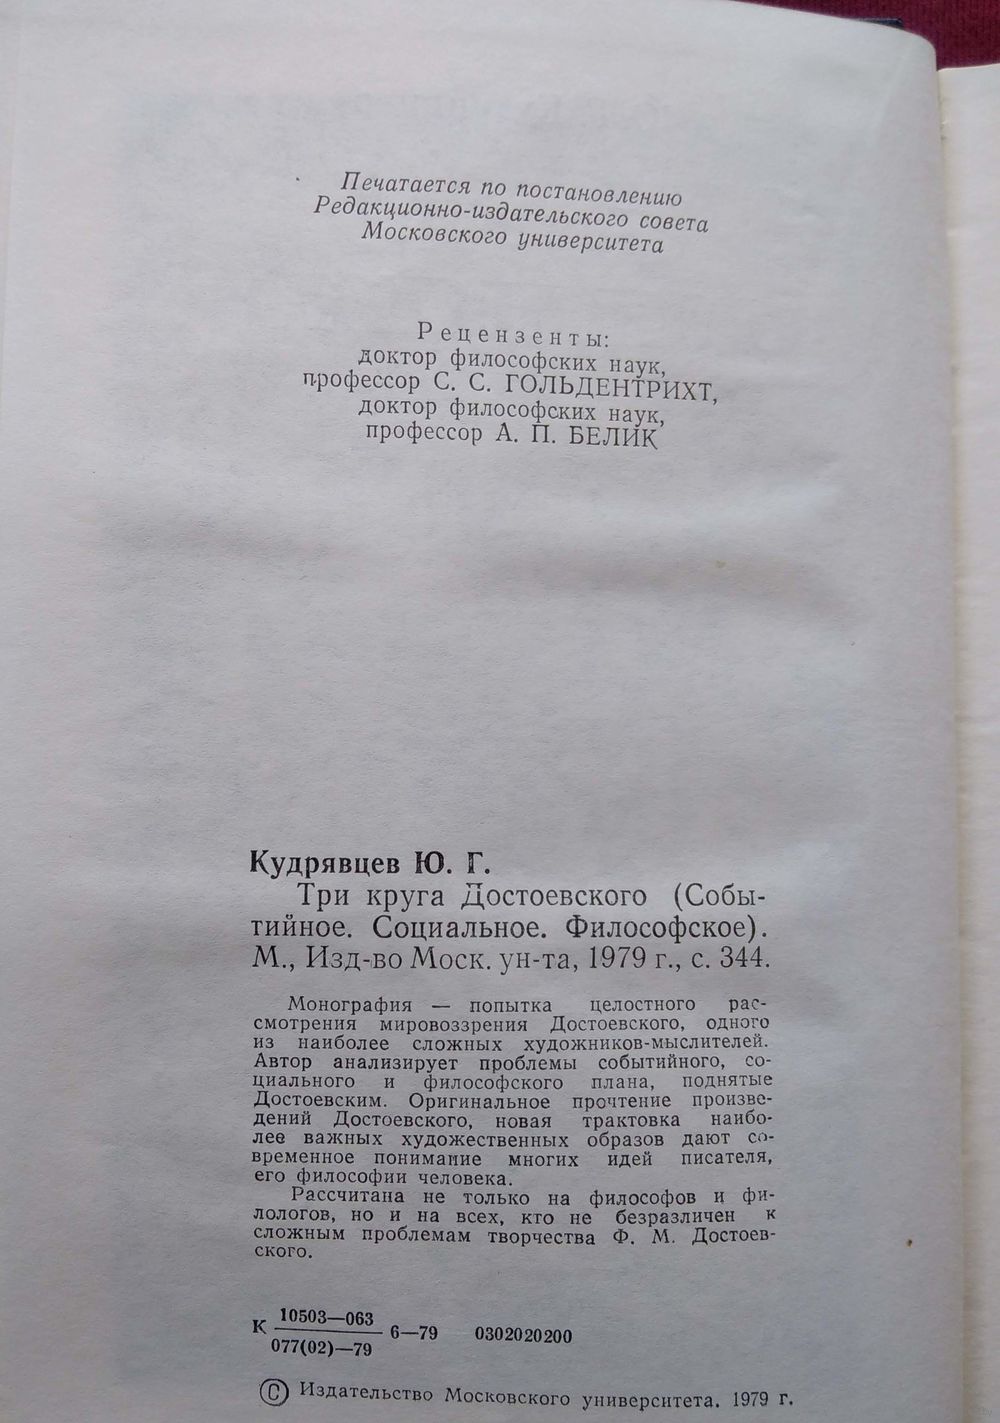 Печатается по постановлению
Редакционно-издательского совета
Московского университета
Рецензенты:
доктор философских наук,
профессор С. С. ГОЛЬДЕНТРИХТ,
доктор философских наук,
профессор А. П. БЕЛИК
Кудрявцев Ю. Г.
Три круга Достоевского (Собы-
тийное. Социальное. Философское).
М., Изд-во Моск. ун-та, 1979 г., с. 344.
Монография — попытка целостного рас-
смотрения мировоззрения Достоевского, одного
из наиболее сложных художников-мыслителей.
Автор анализирует проблемы событийного, со-
циального и философского плана, поднятые
Достоевским. Оригинальное прочтение произве-
дений Достоевского, новая трактовка наибо-
лее важных художественных образов дают со-
временное понимание многих идей писателя,
его философии человека.
Рассчитана не только на философов и фи-
лологов, но и на всех, кто не безразличен к
сложным проблемам творчества Ф. М. Достоев-
ского.
К 10503—063
077(02)—79 6—79 0302020200
© Издательство Московского университета. 1979 г.